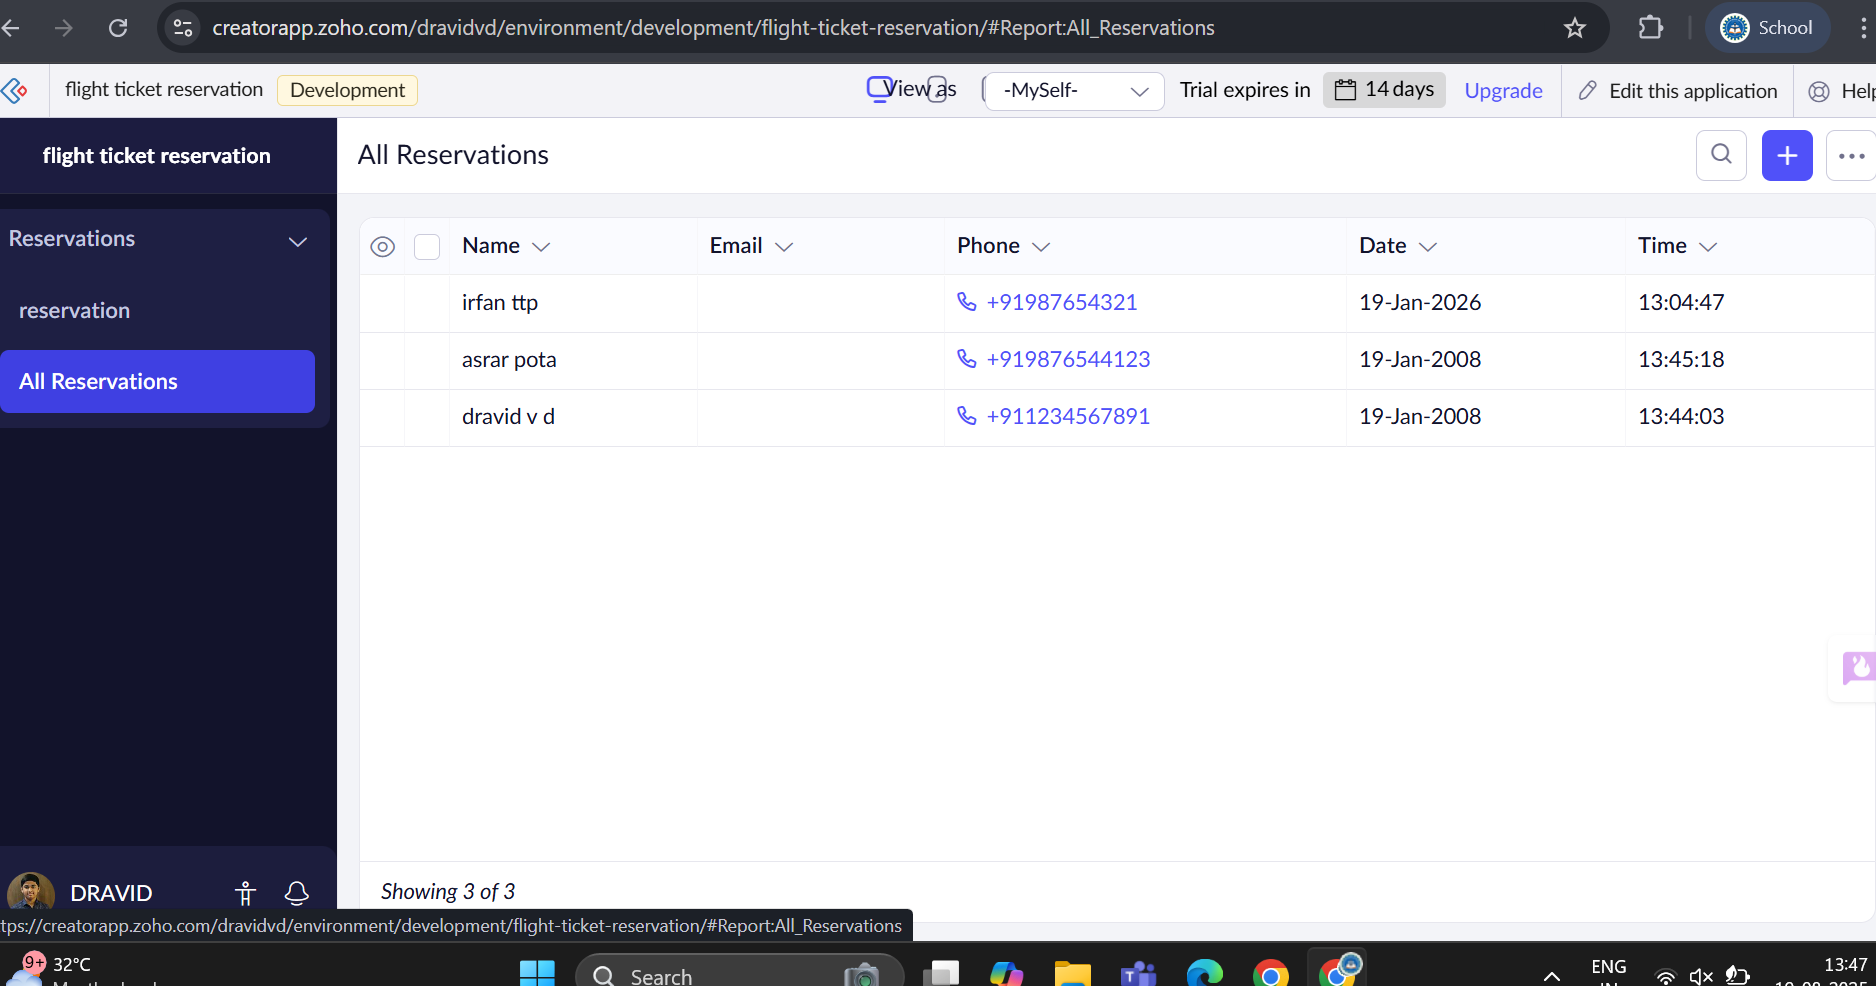 creatorapp.zoho.com/dravidvd/environment/development/flight-ticket-reservation/#Report:All_Reservations
School
flight ticket reservation
Development
View as
-MySelf-
Trial expires in
14 days
Upgrade
Edit this application
Help
flight ticket reservation
All Reservations
Reservations
reservation
All Reservations
Name Email Phone Date Time
irfan ttp +91987654321 19-Jan-2026 13:04:47
asrar pota +919876544123 19-Jan-2008 13:45:18
dravid v d +911234567891 19-Jan-2008 13:44:03
Showing 3 of 3
DRAVID
tps://creatorapp.zoho.com/dravidvd/environment/development/flight-ticket-reservation/#Report:All_Reservations
9+
32°C
Search
ENG
13:47